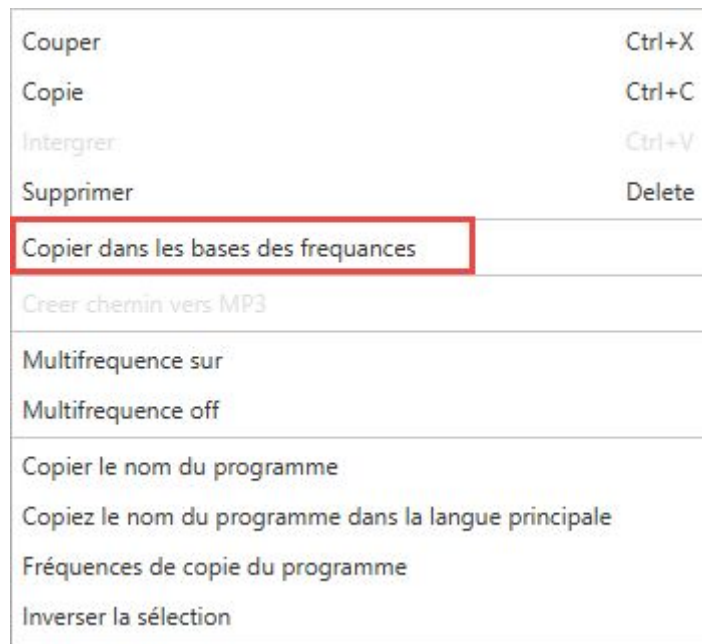 Couper Ctrl+X
Copie Ctrl+C
Intergrer Ctrl+V
Supprimer Delete
Copier dans les bases des frequances
Creer chemin vers MP3
Multifrequence sur
Multifrequence off
Copier le nom du programme
Copiez le nom du programme dans la langue principale
Fréquences de copie du programme
Inverser la sélection